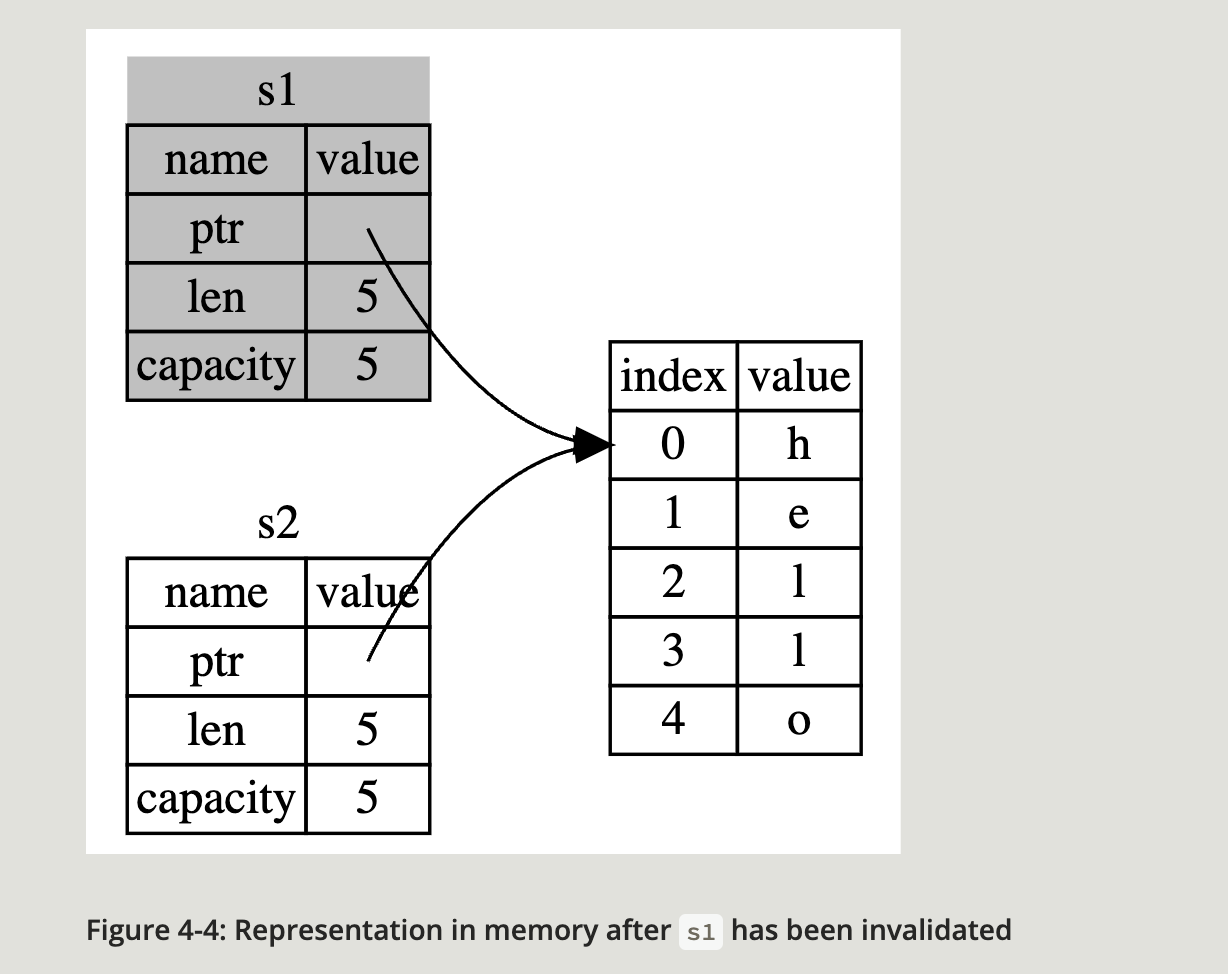 s1
name value
ptr
len 5
capacity 5
s2
name value
ptr
len 5
capacity 5
index value
0 h
1 e
2 l
3 l
4 o
Figure 4-4: Representation in memory after s1 has been invalidated